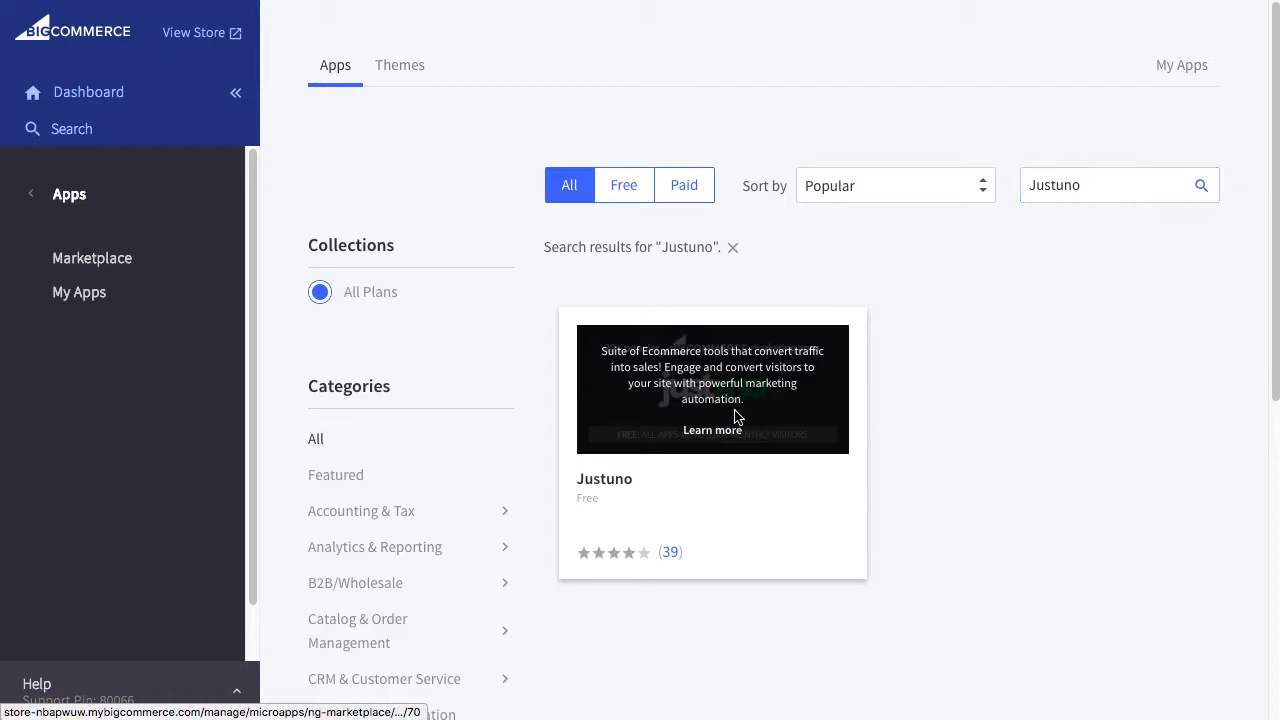 BIGCOMMERCE
View Store
Dashboard
Search
Apps
Marketplace
My Apps
Help
Support Pin: 80066
store-nbapwuw.mybigcommerce.com/manage/microapps/ng-marketplace/.../70
Apps
Themes
My Apps
All
Free
Paid
Sort by
Popular
Justuno
Search results for "Justuno".
Collections
All Plans
Categories
All
Featured
Accounting & Tax
Analytics & Reporting
B2B/Wholesale
Catalog & Order
Management
CRM & Customer Service
Suite of Ecommerce tools that convert traffic
into sales! Engage and convert visitors to
your site with powerful marketing
automation.
Learn more
Justuno
Free
(39)